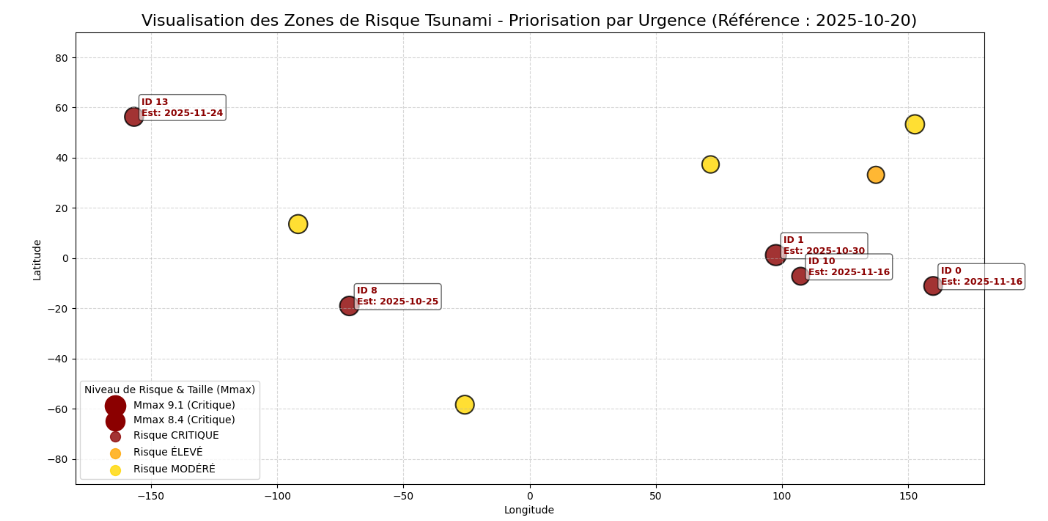 Visualisation des Zones de Risque Tsunami - Priorisation par Urgence (Référence : 2025-10-20)
80
60
40
20
0
−20
−40
−60
−80
Latitude
ID 13
Est: 2025-11-24
ID 1
Est: 2025-10-30
ID 10
Est: 2025-11-16
ID 0
Est: 2025-11-16
ID 8
Est: 2025-10-25
Niveau de Risque & Taille (Mmax)
Mmax 9.1 (Critique)
Mmax 8.4 (Critique)
Risque CRITIQUE
Risque ÉLEVÉ
Risque MODÉRÉ
−150
−100
−50
0
50
100
150
Longitude